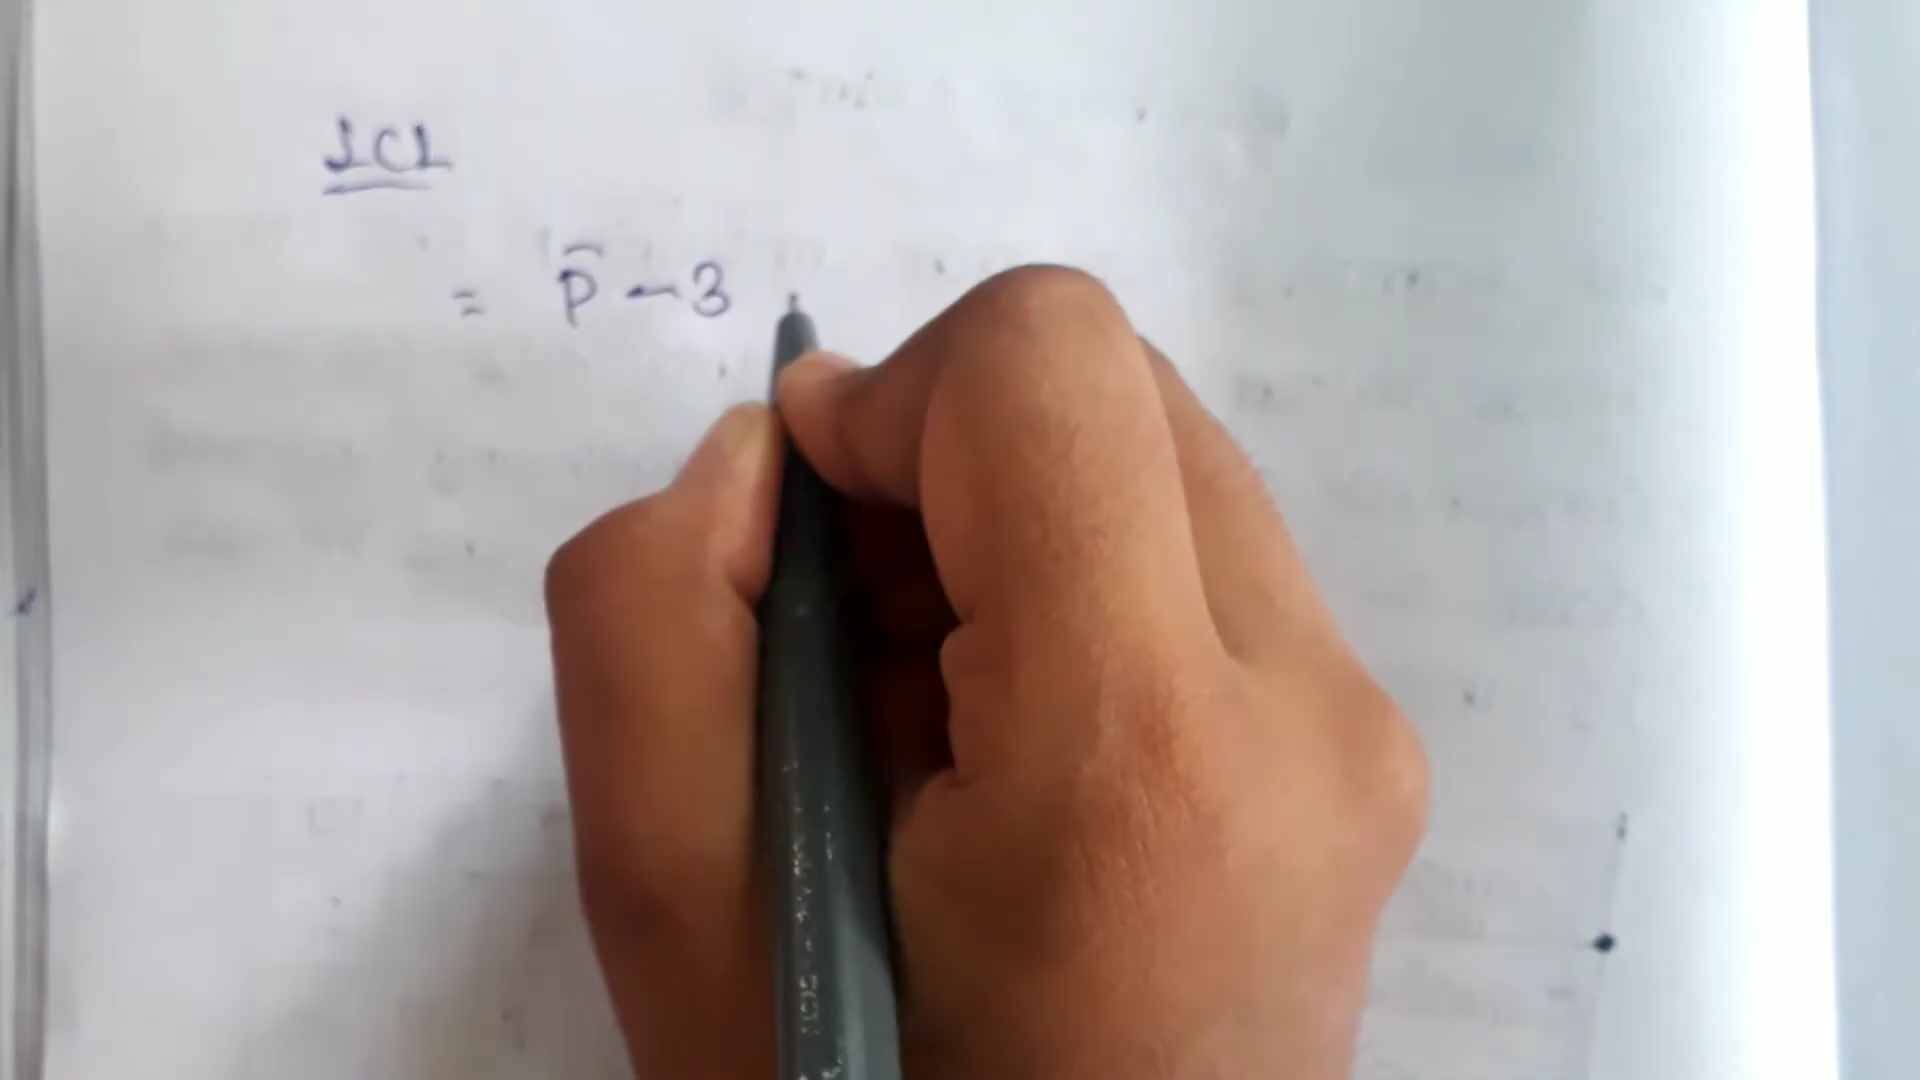 LCL
= p̄ - 3